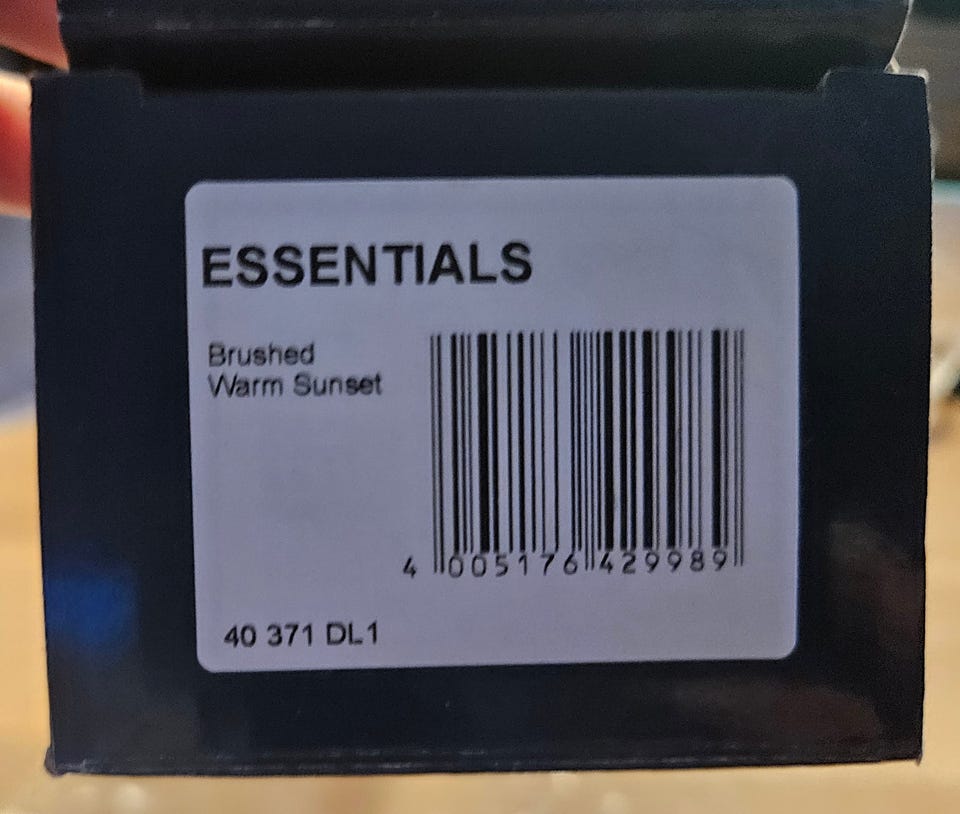 ESSENTIALS
Brushed
Warm Sunset
4 005176 429989
40 371 DL1